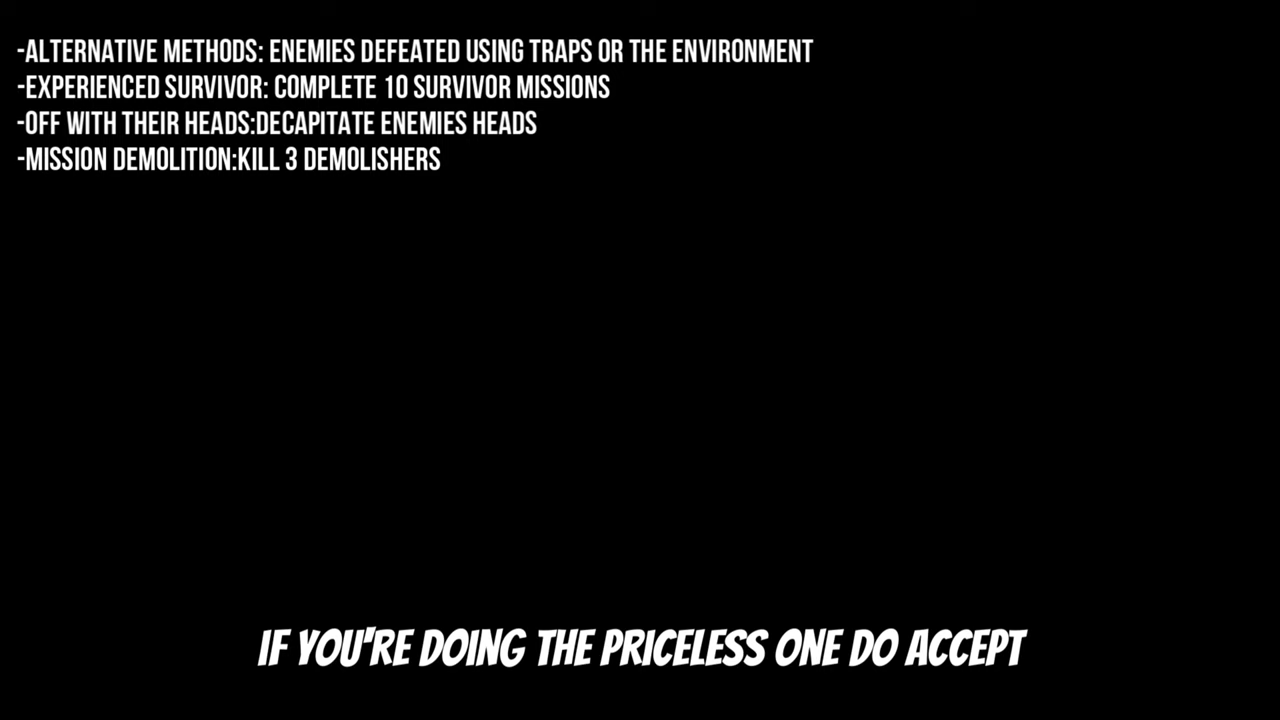 -ALTERNATIVE METHODS: ENEMIES DEFEATED USING TRAPS OR THE ENVIRONMENT
-EXPERIENCED SURVIVOR: COMPLETE 10 SURVIVOR MISSIONS
-OFF WITH THEIR HEADS:DECAPITATE ENEMIES HEADS
-MISSION DEMOLITION:KILL 3 DEMOLISHERS
IF YOU'RE DOING THE PRICELESS ONE DO ACCEPT